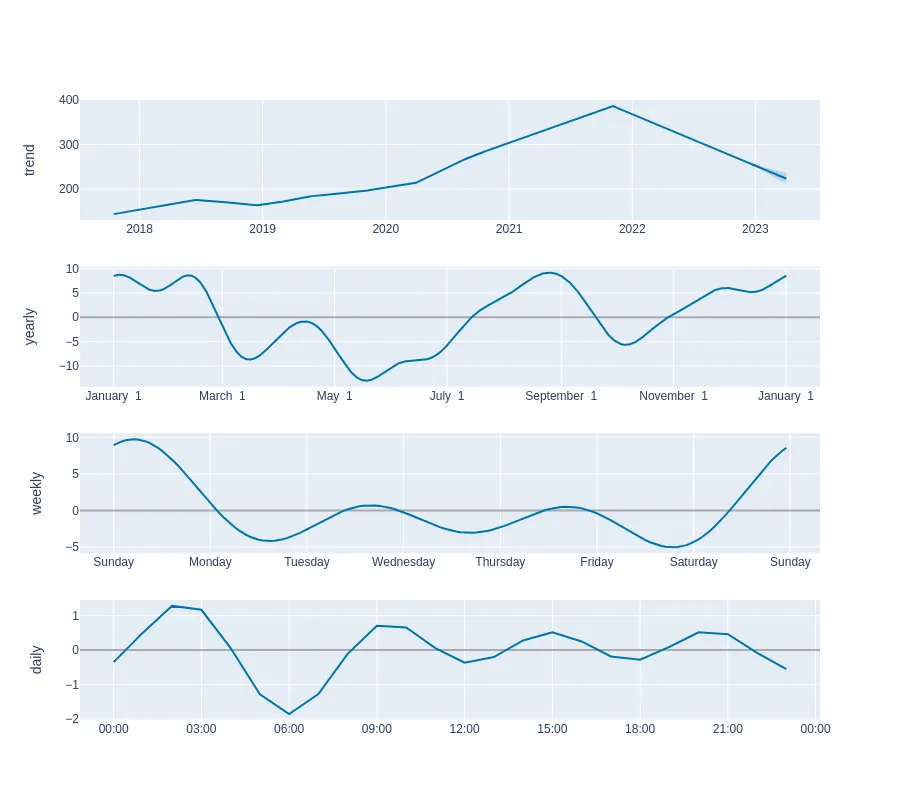 trend
400
300
200
2018 2019 2020 2021 2022 2023
yearly
10
5
0
−5
−10
January 1 March 1 May 1 July 1 September 1 November 1 January 1
weekly
10
5
0
−5
Sunday Monday Tuesday Wednesday Thursday Friday Saturday Sunday
daily
1
0
−1
−2
00:00 03:00 06:00 09:00 12:00 15:00 18:00 21:00 00:00